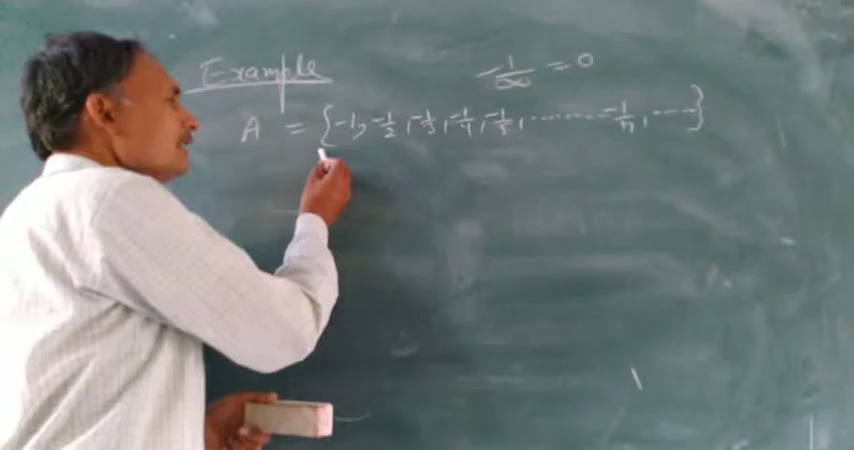 Example
-1/∞ = 0
A = {-1, -1/2, -1/3, -1/4, -1/5, ........ -1/n, .....}